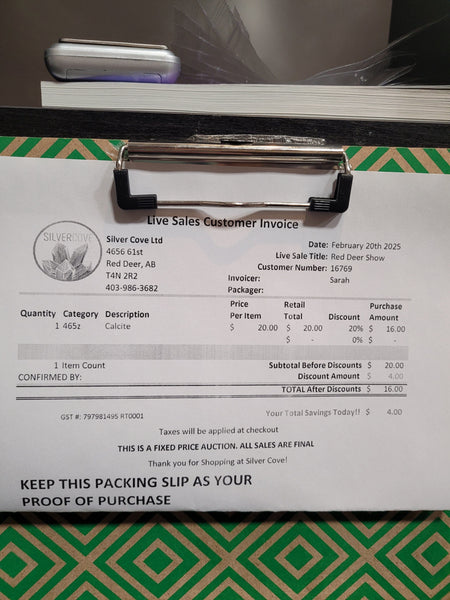 Live Sales Customer Invoice
SILVERCOVE
Silver Cove Ltd
4656 61st
Red Deer, AB
T4N 2R2
403-986-3682
Date: February 20th 2025
Live Sale Title: Red Deer Show
Customer Number: 16769
Invoicer: Sarah
Packager:
Quantity Category Description Price Per Item Retail Total Discount Purchase Amount
1 465z Calcite $ 20.00 $ 20.00 20% $ 16.00
$ - 0% $ -
1 Item Count Subtotal Before Discounts $ 20.00
CONFIRMED BY: Discount Amount $ 4.00
TOTAL After Discounts $ 16.00
GST #: 797981495 RT0001 Your Total Savings Today!! $ 4.00
Taxes will be applied at checkout
THIS IS A FIXED PRICE AUCTION. ALL SALES ARE FINAL
Thank you for Shopping at Silver Cove!
KEEP THIS PACKING SLIP AS YOUR
PROOF OF PURCHASE